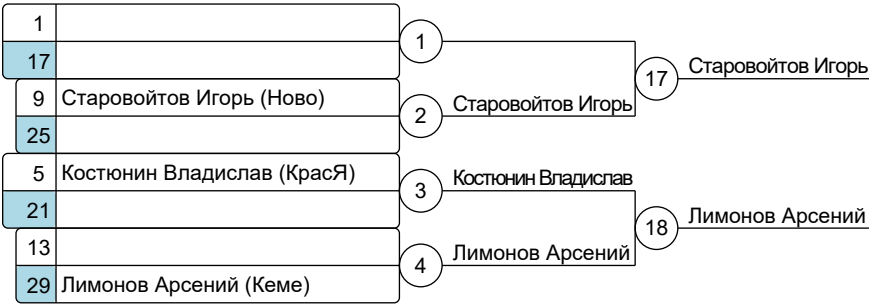 1
17
1
9 Старовойтов Игорь (Ново)
25
2
Старовойтов Игорь
17
Старовойтов Игорь
5 Костюнин Владислав (КрасЯ)
21
3
Костюнин Владислав
13
29 Лимонов Арсений (Кеме)
4
Лимонов Арсений
18
Лимонов Арсений